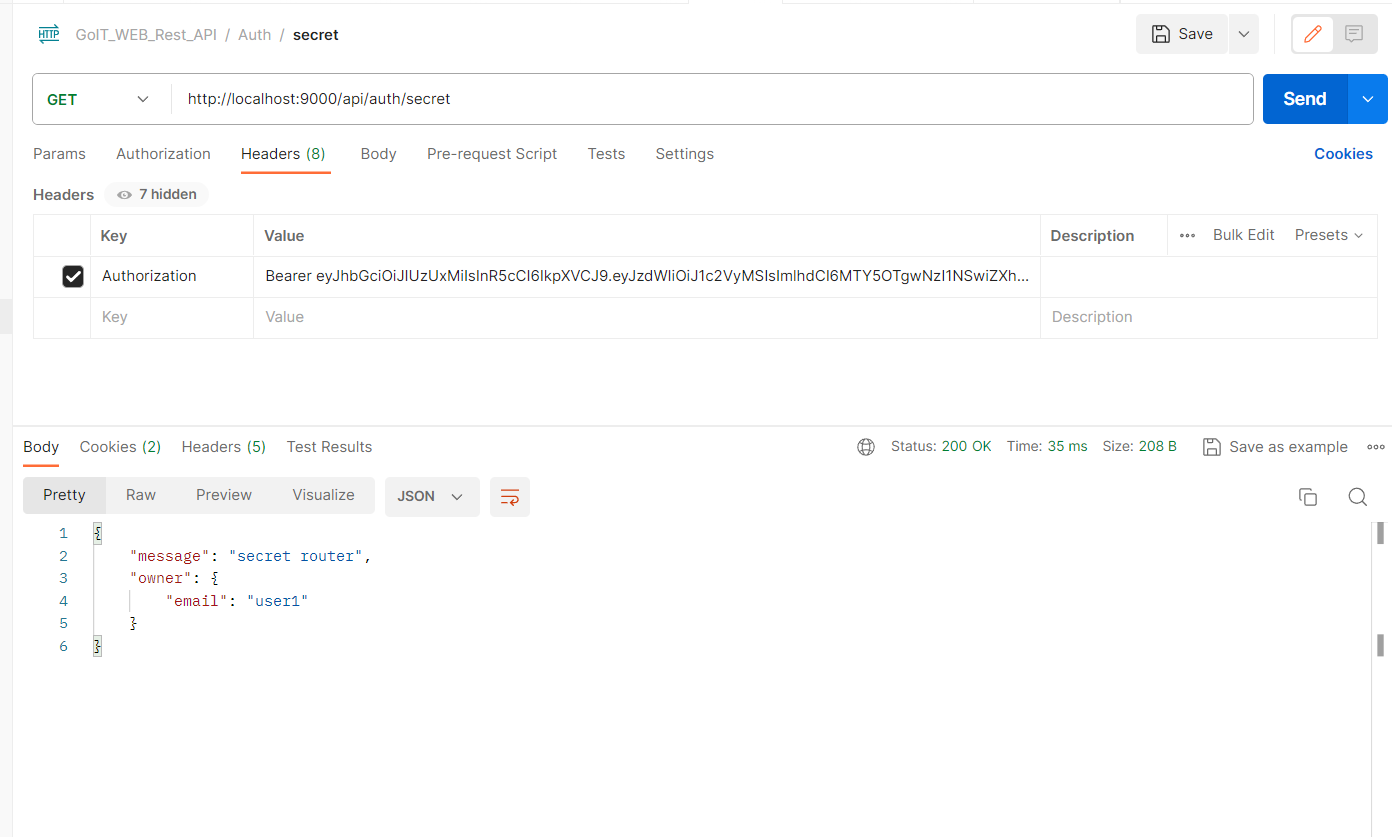 HTTP GoIT_WEB_Rest_API / Auth / secret Save
GET http://localhost:9000/api/auth/secret Send
Params Authorization Headers (8) Body Pre-request Script Tests Settings Cookies
Headers 7 hidden
Key Value Description Bulk Edit Presets
Authorization Bearer eyJhbGciOiJIUzUxMiIsInR5cCI6IkpXVCJ9.eyJzdWIiOiJ1c2VyMSIsImlhdCI6MTY5OTgwNzI1NSwiZXh...
Key Value Description
Body Cookies (2) Headers (5) Test Results Status: 200 OK Time: 35 ms Size: 208 B Save as example
Pretty Raw Preview Visualize JSON
1 {
2 "message": "secret router",
3 "owner": {
4 "email": "user1"
5 }
6 }